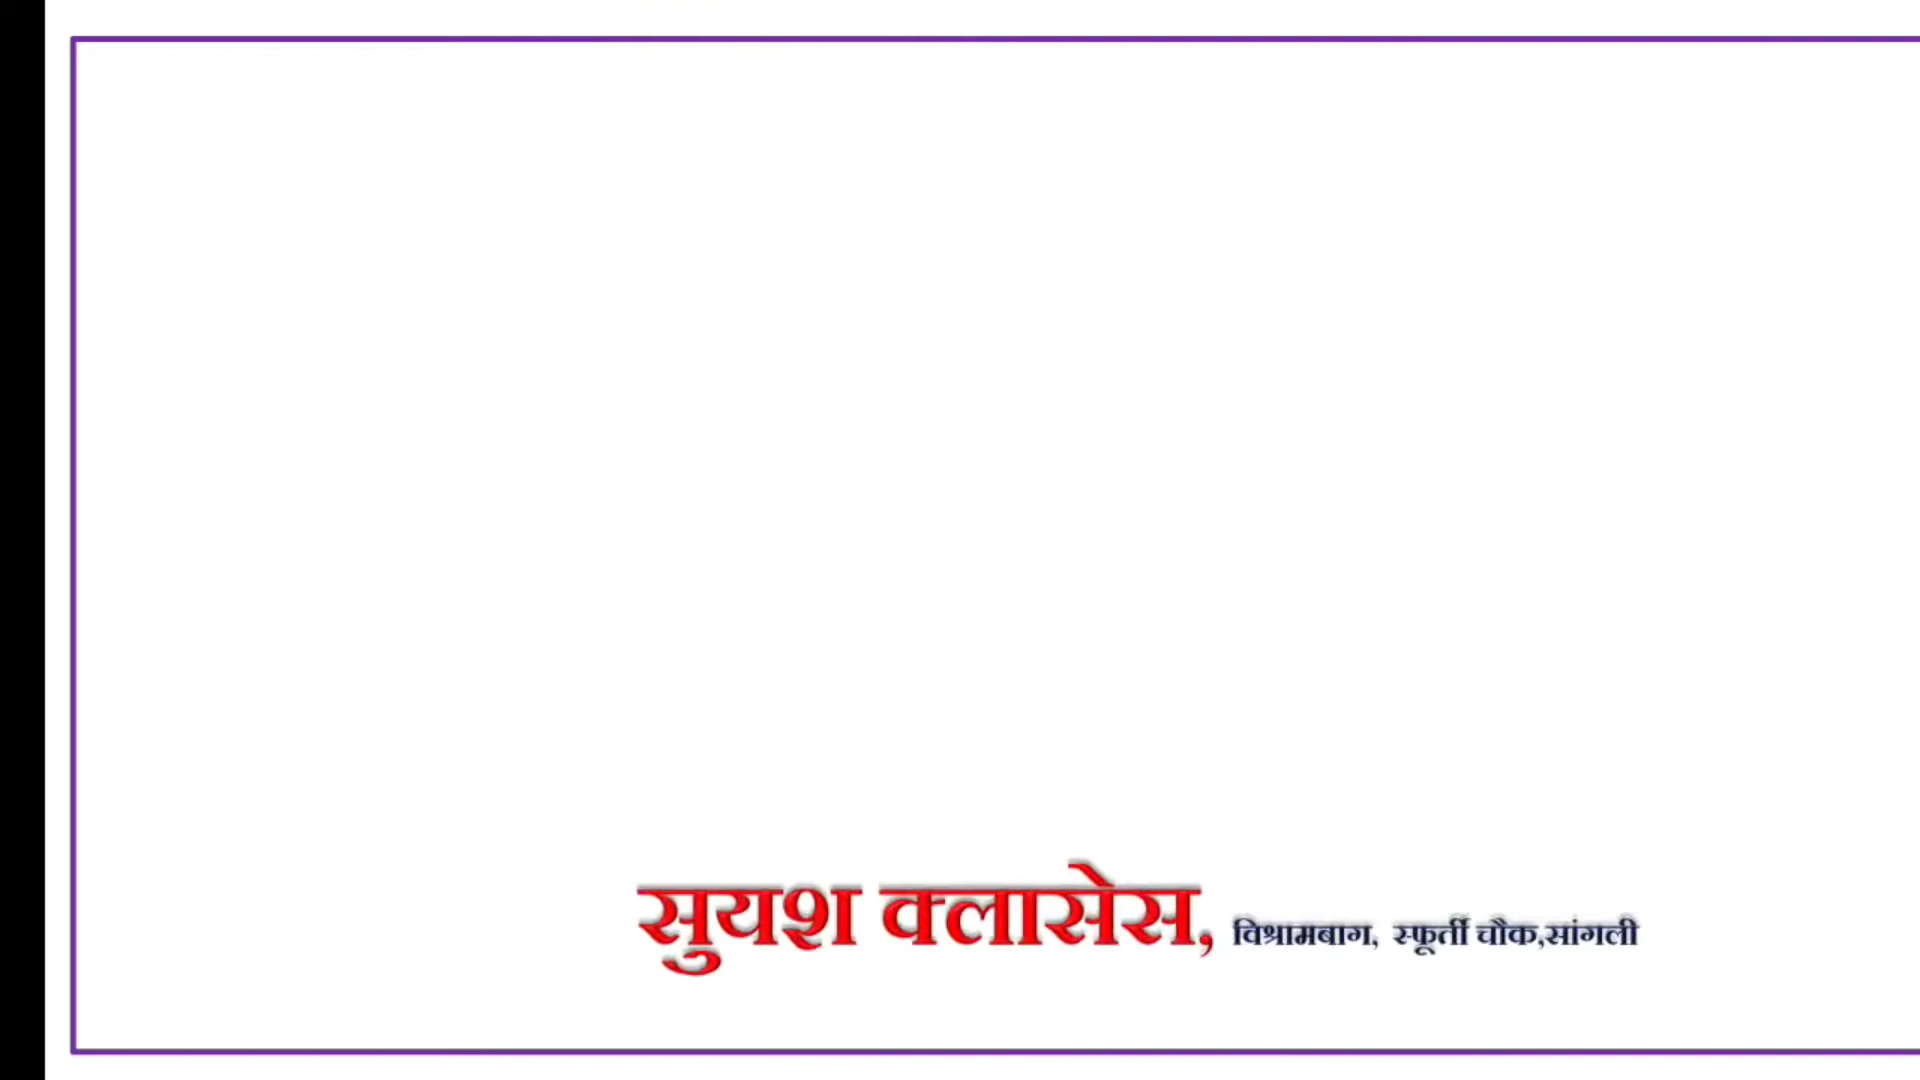 सुयश क्लासेस, विश्रामबाग, स्फूर्ती चौक,सांगली